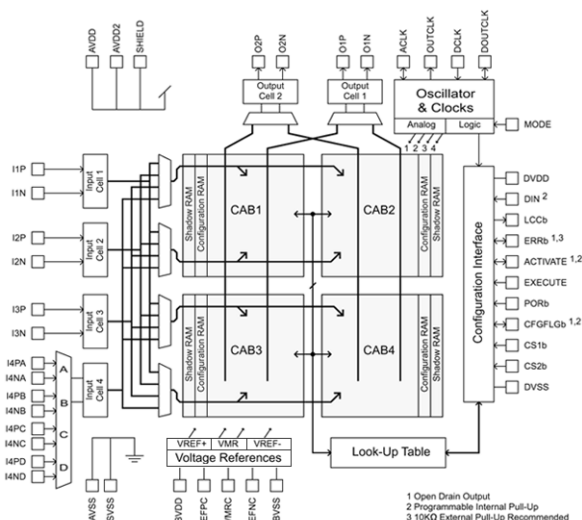 AVDD
AVDD2
SHIELD
O2P
O2N
O1P
O1N
ACLK
OUTCLK
DCLK
DOUTCLK
Output Cell 2
Output Cell 1
Oscillator & Clocks
Analog
Logic
1 2 3 4
MODE
I1P
I1N
Input Cell 1
I2P
I2N
Input Cell 2
I3P
I3N
Input Cell 3
I4PA
I4NA
I4PB
I4NB
I4PC
I4NC
I4PD
I4ND
A
B
C
D
Input Cell 4
Shadow RAM
Configuration RAM
CAB1
CAB2
Configuration RAM
Shadow RAM
Shadow RAM
Configuration RAM
CAB3
CAB4
Configuration RAM
Shadow RAM
Configuration Interface
DVDD
DIN 2
LCCb
ERRb 1,3
ACTIVATE 1,2
EXECUTE
PORb
CFGFLGb 1,2
CS1b
CS2b
DVSS
VREF+
VMR
VREF-
Voltage References
Look-Up Table
AVSS
SVSS
BVDD
VMRC
BVSS
1 Open Drain Output
2 Programmable Internal Pull-Up
3 10KΩ External Pull-Up Recommended